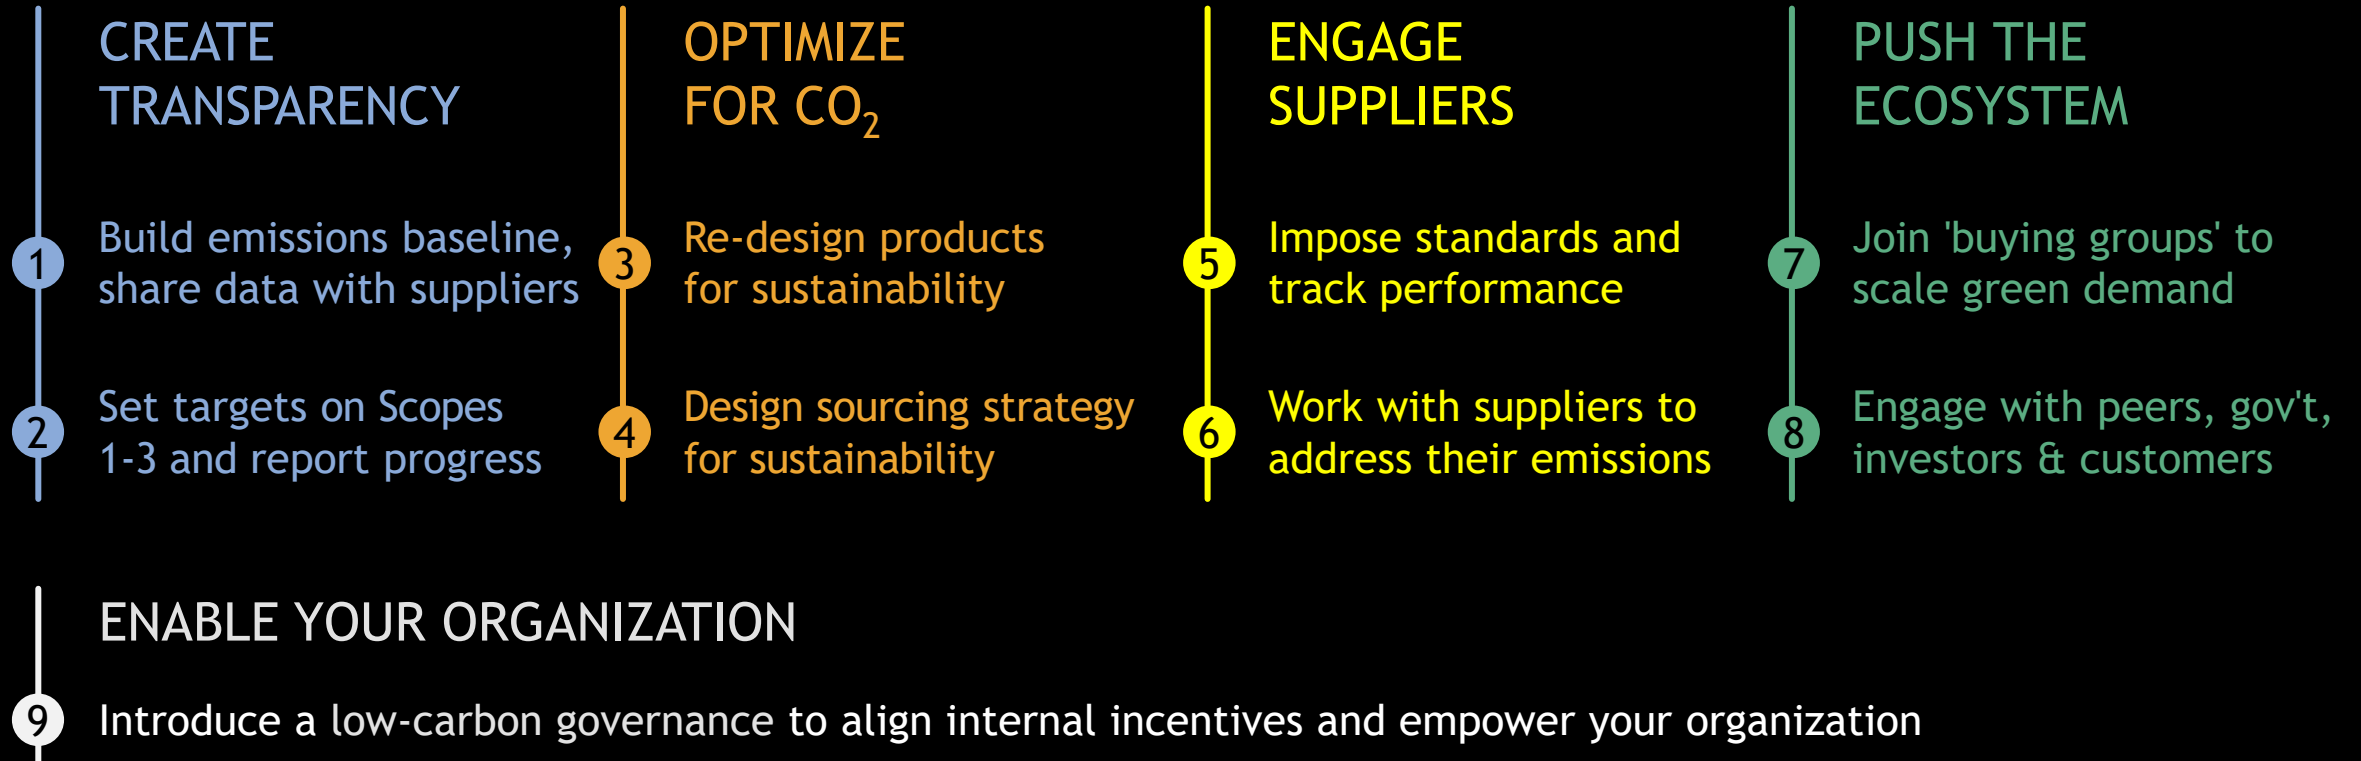 CREATE
TRANSPARENCY
1
Build emissions baseline,
share data with suppliers
2
Set targets on Scopes
1-3 and report progress
OPTIMIZE
FOR CO₂
3
Re-design products
for sustainability
4
Design sourcing strategy
for sustainability
ENGAGE
SUPPLIERS
5
Impose standards and
track performance
6
Work with suppliers to
address their emissions
PUSH THE
ECOSYSTEM
7
Join 'buying groups' to
scale green demand
8
Engage with peers, gov't,
investors & customers
ENABLE YOUR ORGANIZATION
9
Introduce a low-carbon governance to align internal incentives and empower your organization